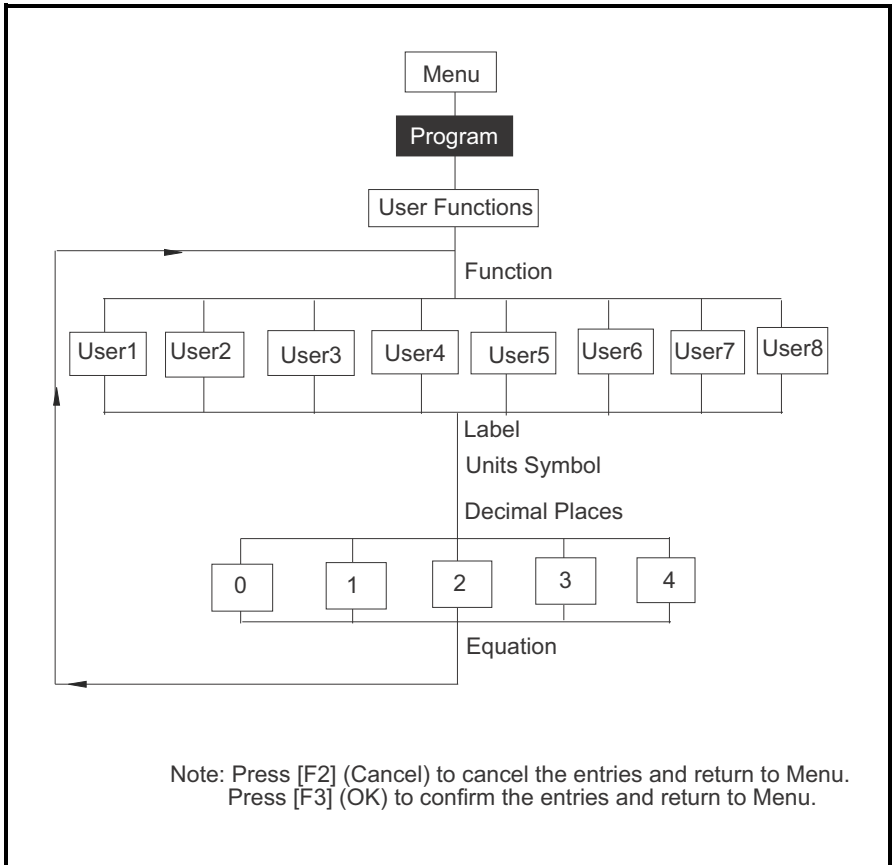 Menu
Program
User Functions
Function
User1 User2 User3 User4 User5 User6 User7 User8
Label
Units Symbol
Decimal Places
0 1 2 3 4
Equation
Note: Press [F2] (Cancel) to cancel the entries and return to Menu.
Press [F3] (OK) to confirm the entries and return to Menu.